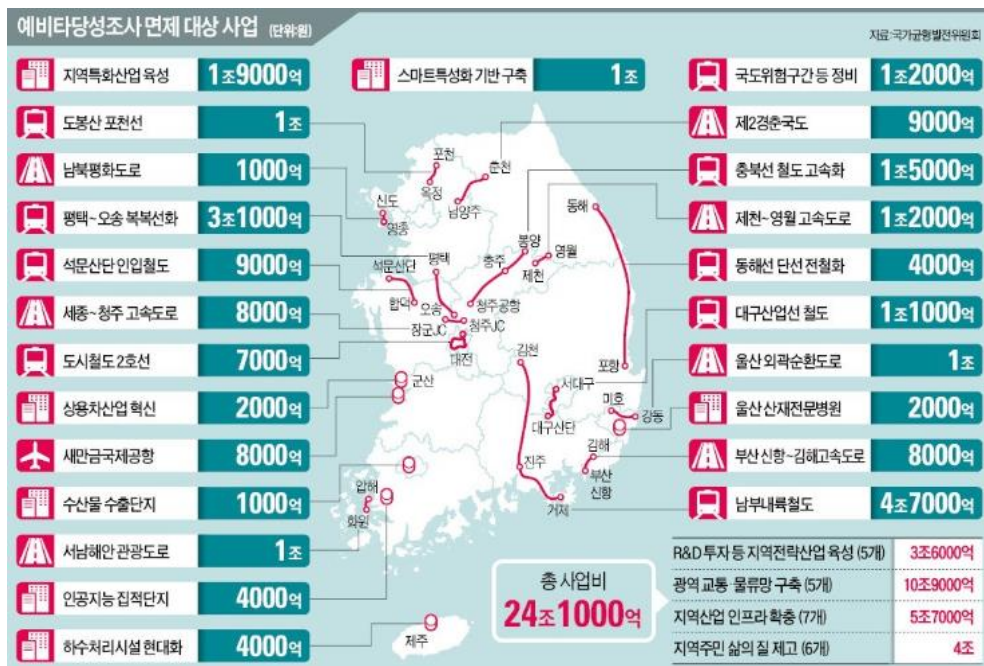 예비타당성조사 면제 대상 사업 (단위:원)
자료:국가균형발전위원회
지역특화산업 육성 1조9000억
도봉산 포천선 1조
남북평화도로 1000억
평택~오송 복복선화 3조1000억
석문산단 인입철도 9000억
세종~청주 고속도로 8000억
도시철도 2호선 7000억
상용차산업 혁신 2000억
새만금국제공항 8000억
수산물 수출단지 1000억
서남해안 관광도로 1조
인공지능 집적단지 4000억
하수처리시설 현대화 4000억
스마트특성화 기반 구축 1조
국도위험구간 등 정비 1조2000억
제2경춘국도 9000억
충북선 철도 고속화 1조5000억
제천~영월 고속도로 1조2000억
동해선 단선 전철화 4000억
대구산업선 철도 1조1000억
울산 외곽순환도로 1조
울산 산재전문병원 2000억
부산 신항~김해고속도로 8000억
남부내륙철도 4조7000억
포천
옥정
춘천
남양주
신도
영종
동해
봉양
영월
제천
충주
평택
석문산단
합덕
오송
청주공항
장군JC
청주JC
대전
김천
군산
서대구
대구산단
포항
미호
강동
김해
부산
신항
진주
거제
압해
화원
제주
총 사업비
24조1000억
R&D 투자 등 지역전략산업 육성 (5개) 3조6000억
광역 교통·물류망 구축 (5개) 10조9000억
지역산업 인프라 확충 (7개) 5조7000억
지역주민 삶의 질 제고 (6개) 4조